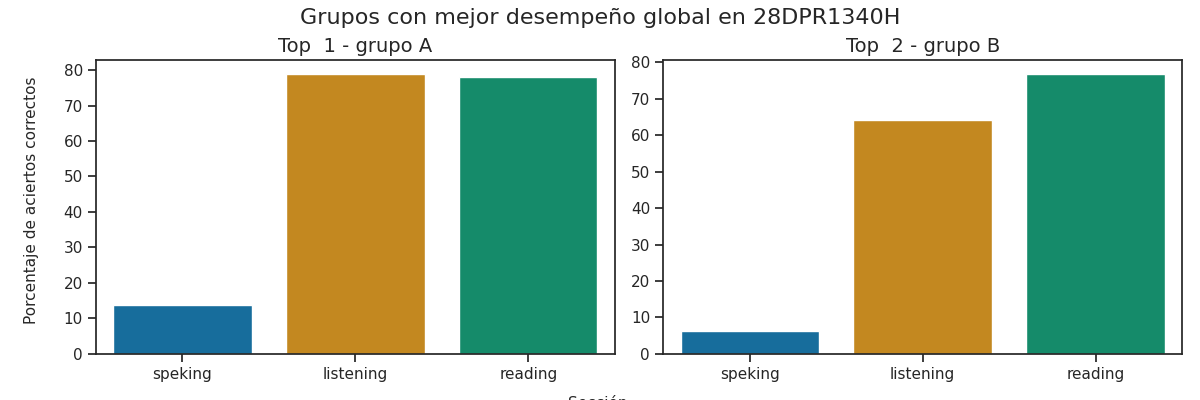 Grupos con mejor desempeño global en 28DPR1340H
Top  1 - grupo A
Top  2 - grupo B
Porcentaje de aciertos correctos
80
70
60
50
40
30
20
10
0
speking
listening
reading
80
70
60
50
40
30
20
10
0
speking
listening
reading
Sección